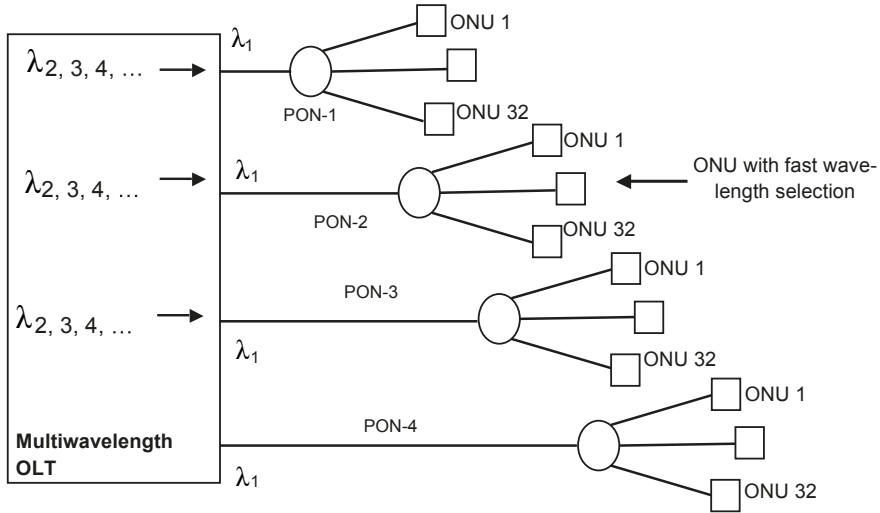 ONU 1
λ1
λ2, 3, 4, …
PON-1
ONU 32
ONU 1
λ1
ONU with fast wave-
length selection
λ2, 3, 4, …
PON-2
ONU 32
ONU 1
PON-3
λ2, 3, 4, …
λ1
ONU 32
ONU 1
PON-4
Multiwavelength
OLT
λ1
ONU 32